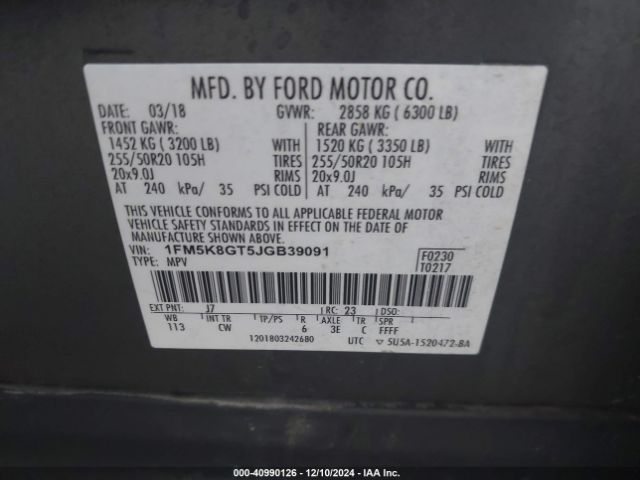 MFD. BY FORD MOTOR CO.
DATE: 03/18 GVWR: 2858 KG ( 6300 LB)
FRONT GAWR: REAR GAWR:
1452 KG ( 3200 LB) WITH 1520 KG ( 3350 LB) WITH
255/50R20 105H TIRES 255/50R20 105H TIRES
20x9.0J RIMS 20x9.0J RIMS
AT 240 kPa/ 35 PSI COLD AT 240 kPa/ 35 PSI COLD
THIS VEHICLE CONFORMS TO ALL APPLICABLE FEDERAL MOTOR
VEHICLE SAFETY STANDARDS IN EFFECT ON THE DATE OF
MANUFACTURE SHOWN ABOVE.
VIN: 1FM5K8GT5JGB39091 F0230
TYPE: MPV T0217
EXT PNT: J7 RC: 23 DSO:
WB INT TR TP/PS R AXLE TR SPR
113 CW 6 3E C FFFF
1201803242680 UTC ▽ 5U5A-1520472-BA
000-40990126 - 12/10/2024 - IAA Inc.